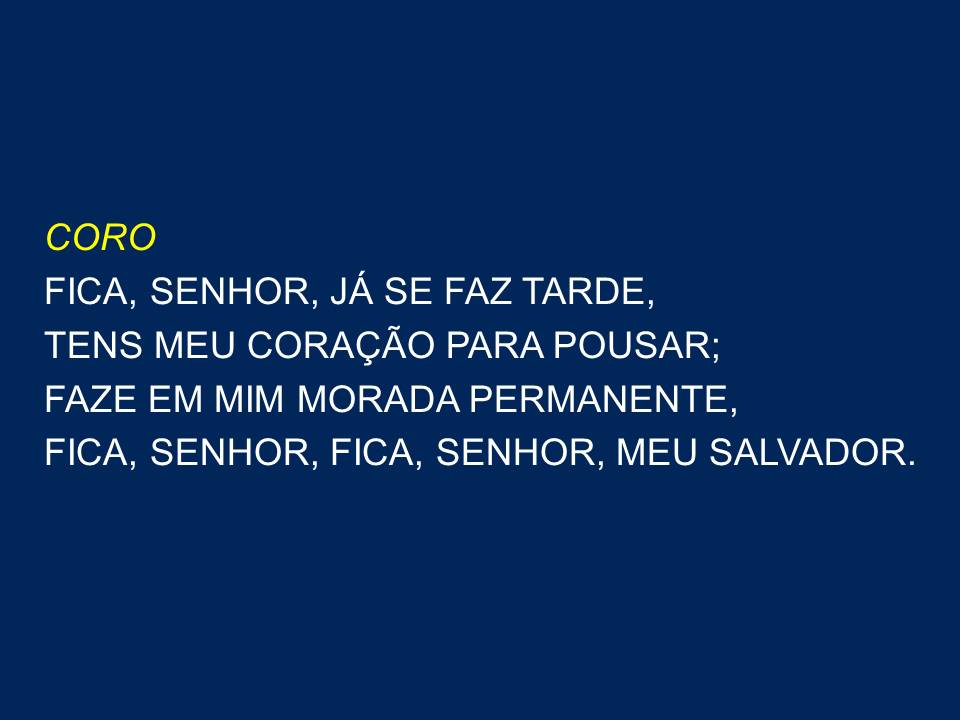 CORO
FICA, SENHOR, JÁ SE FAZ TARDE,
TENS MEU CORAÇÃO PARA POUSAR;
FAZE EM MIM MORADA PERMANENTE,
FICA, SENHOR, FICA, SENHOR, MEU SALVADOR.